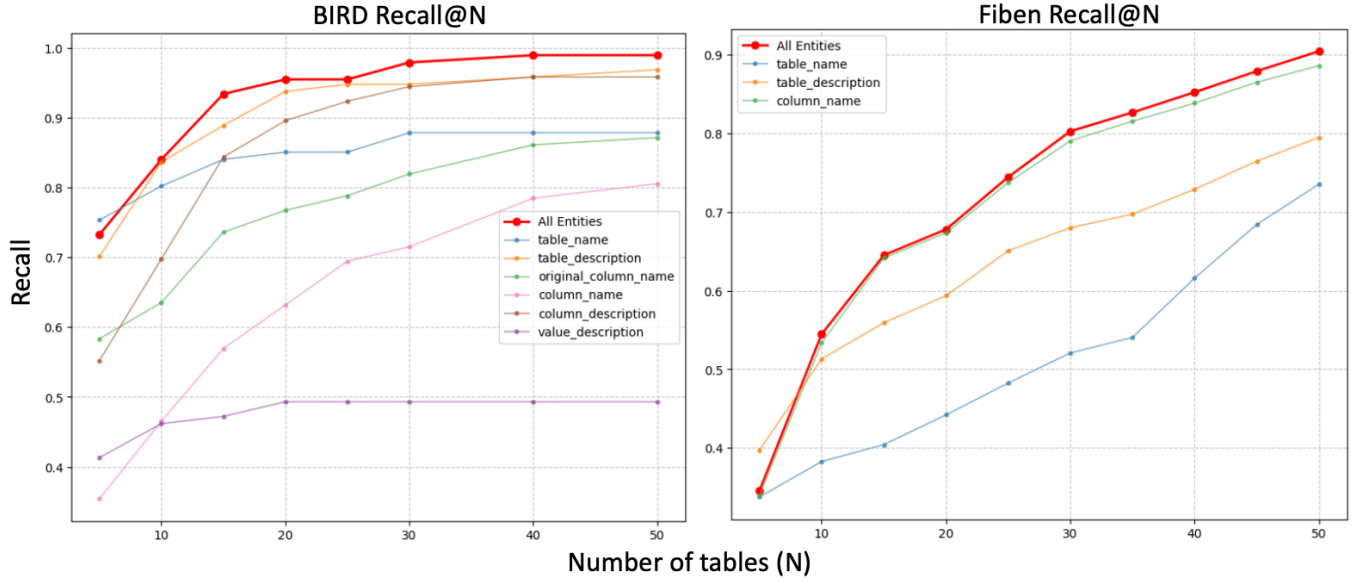 BIRD Recall@N
Fiben Recall@N
Recall
1.0
0.9
0.8
0.7
0.6
0.5
0.4
10
20
30
40
50
All Entities
table_name
table_description
original_column_name
column_name
column_description
value_description
0.9
0.8
0.7
0.6
0.5
0.4
10
20
30
40
50
All Entities
table_name
table_description
column_name
Number of tables (N)